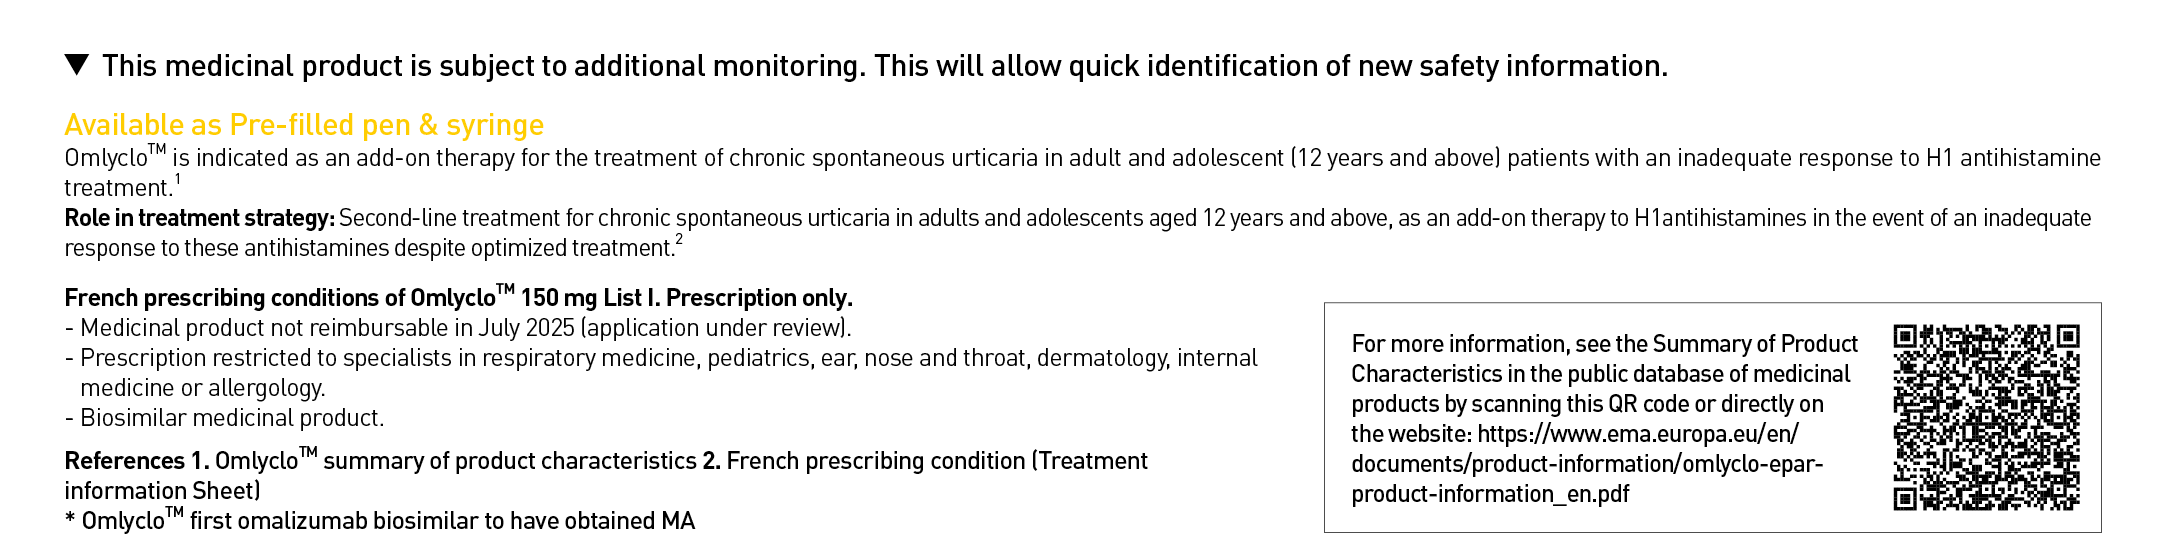 ▼ This medicinal product is subject to additional monitoring. This will allow quick identification of new safety information.
Available as Pre-filled pen & syringe
Omlyclo™ is indicated as an add-on therapy for the treatment of chronic spontaneous urticaria in adult and adolescent (12 years and above) patients with an inadequate response to H1 antihistamine
treatment.¹
Role in treatment strategy: Second-line treatment for chronic spontaneous urticaria in adults and adolescents aged 12 years and above, as an add-on therapy to H1antihistamines in the event of an inadequate
response to these antihistamines despite optimized treatment.²
French prescribing conditions of Omlyclo™ 150 mg List I. Prescription only.
- Medicinal product not reimbursable in July 2025 (application under review).
- Prescription restricted to specialists in respiratory medicine, pediatrics, ear, nose and throat, dermatology, internal
medicine or allergology.
- Biosimilar medicinal product.
References 1. Omlyclo™ summary of product characteristics 2. French prescribing condition (Treatment
information Sheet)
* Omlyclo™ first omalizumab biosimilar to have obtained MA
For more information, see the Summary of Product
Characteristics in the public database of medicinal
products by scanning this QR code or directly on
the website: https://www.ema.europa.eu/en/
documents/product-information/omlyclo-epar-
product-information_en.pdf